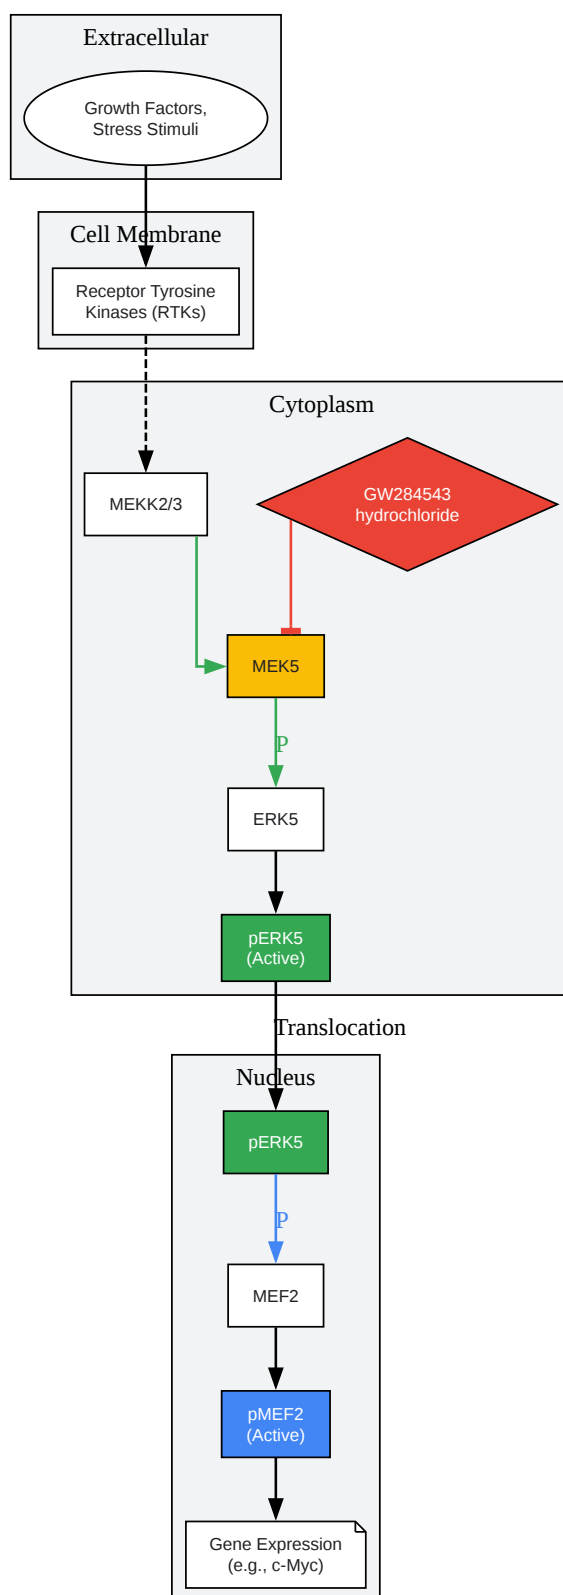 Extracellular
Growth Factors,
Stress Stimuli
Cell Membrane
Receptor Tyrosine
Kinases (RTKs)
Cytoplasm
MEKK2/3
GW284543
hydrochloride
MEK5
P
ERK5
pERK5
(Active)
Translocation
Nucleus
pERK5
P
MEF2
pMEF2
(Active)
Gene Expression
(e.g., c-Myc)